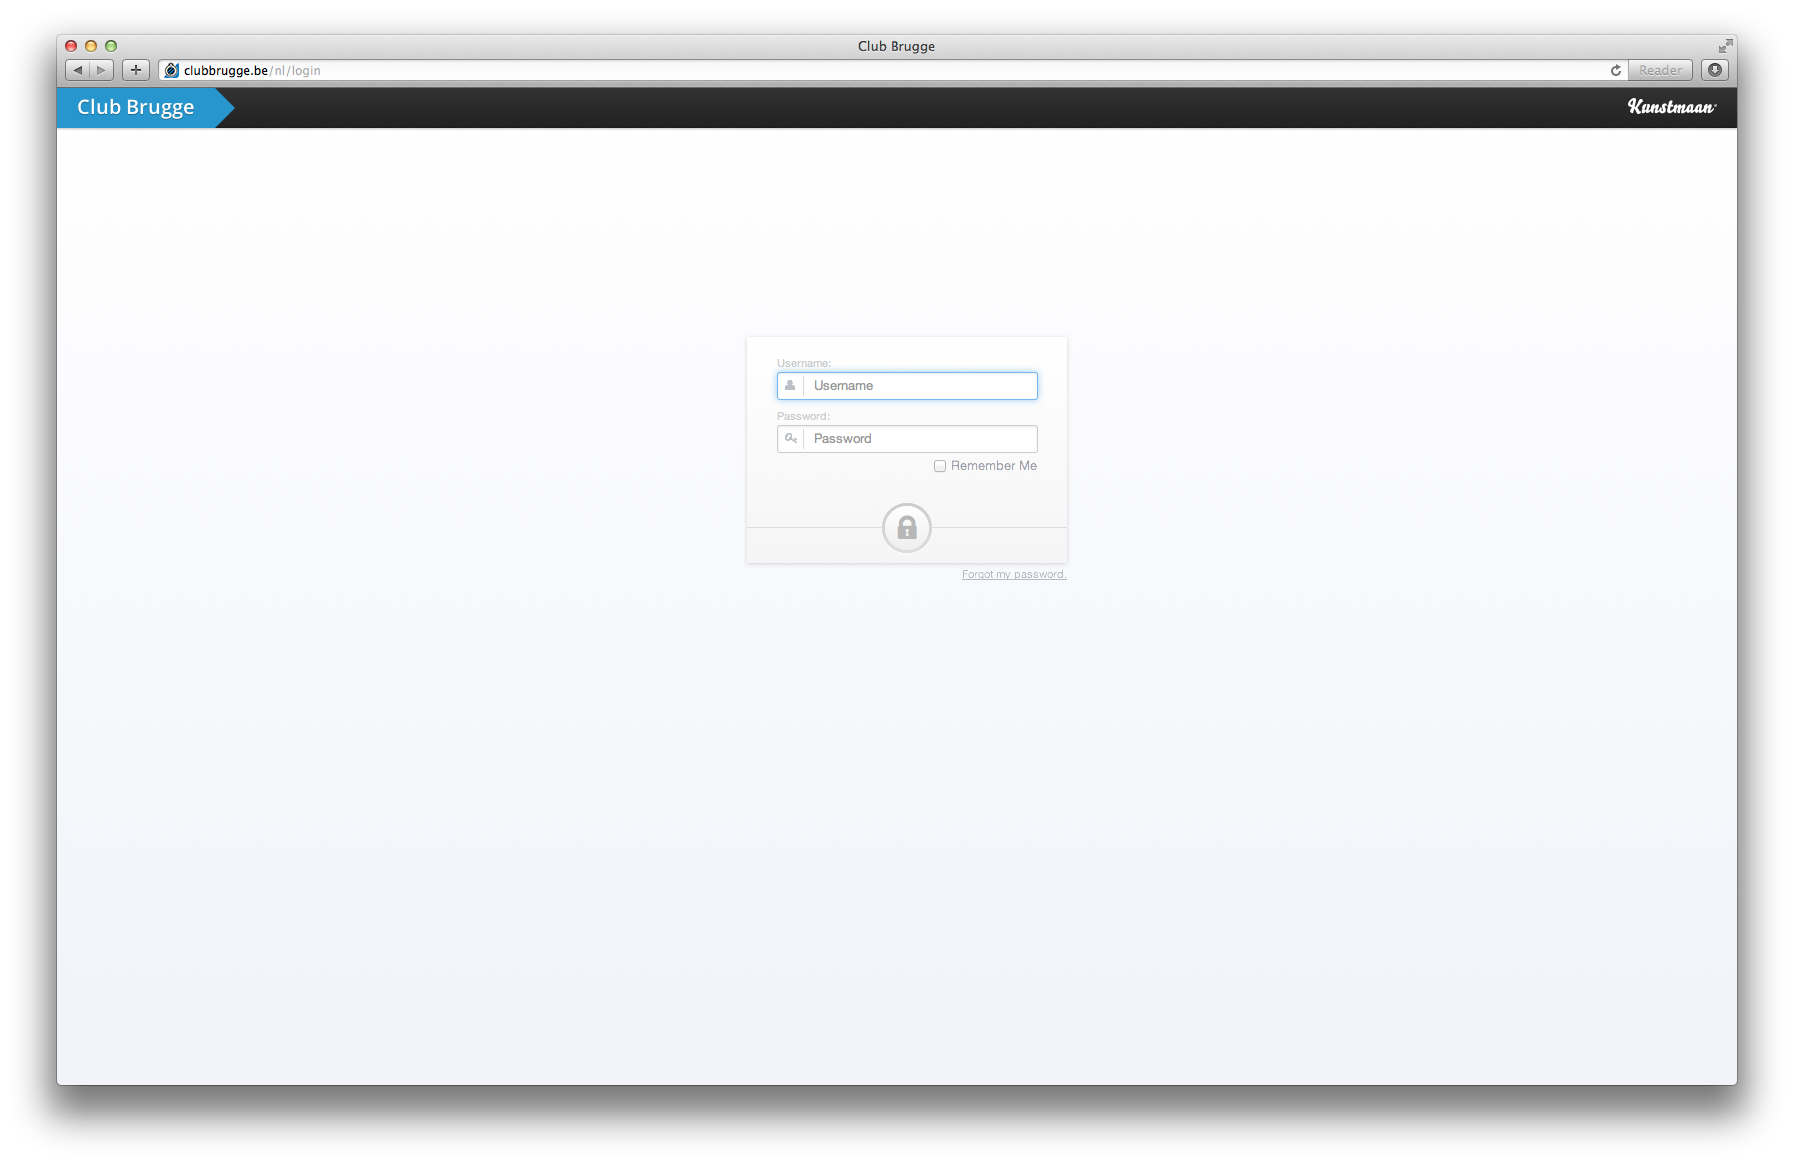 Club Brugge
clubbrugge.be/nl/login
Reader
Club Brugge
Kunstmaan
Username:
Username
Password:
Password
Remember Me
Forgot my password.